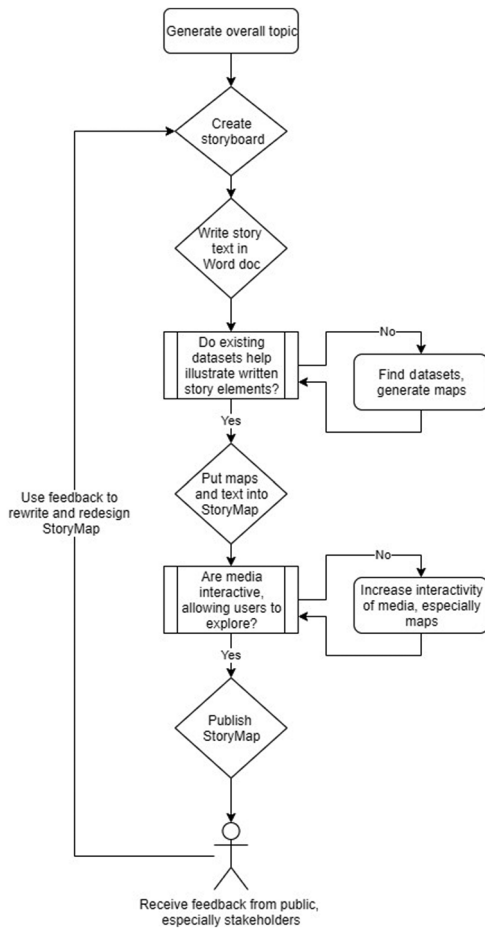 Generate overall topic
Create
storyboard
Write story
text in
Word doc
Do existing
datasets help
illustrate written
story elements?
No
Find datasets,
generate maps
Yes
Put maps
and text into
StoryMap
Use feedback to
rewrite and redesign
StoryMap
Are media
interactive,
allowing users to
explore?
No
Increase interactivity
of media, especially
maps
Yes
Publish
StoryMap
Receive feedback from public,
especially stakeholders